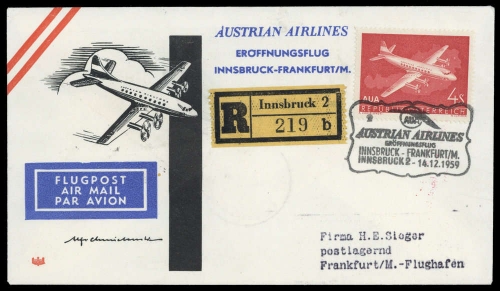 AUSTRIAN AIRLINES
ERÖFFNUNGSFLUG
INNSBRUCK-FRANKFURT/M.
AUA
4S
REPUBLIK ÖSTERREICH
R
Innsbruck 2
219 b
AUA
AUSTRIAN AIRLINES
ERÖFFNUNGSFLUG
INNSBRUCK - FRANKFURT/M.
INNSBRUCK 2 - 14.12.1959
FLUGPOST
AIR MAIL
PAR AVION
Firma H.E.Sieger
postlagernd
Frankfurt/M.-Flughafen